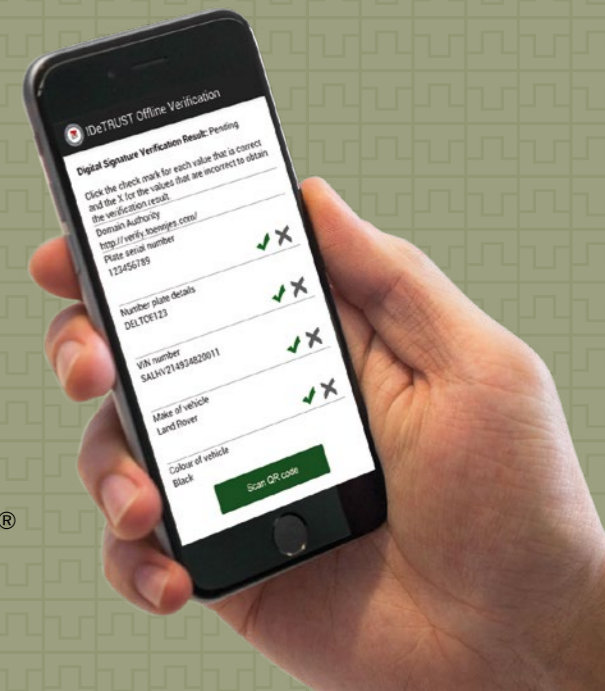 IDeTRUST Offline Verification
Digital Signature Verification Result: Pending
Click the check mark for each value that is correct
and the X for the values that are incorrect to obtain
the verification result
Domain Authority
http://verify.toennjes.com/
Plate serial number
123456789
Number plate details
DELTOE123
VIN number
SALHV214934820011
Make of vehicle
Land Rover
Colour of vehicle
Black
Scan QR code
®